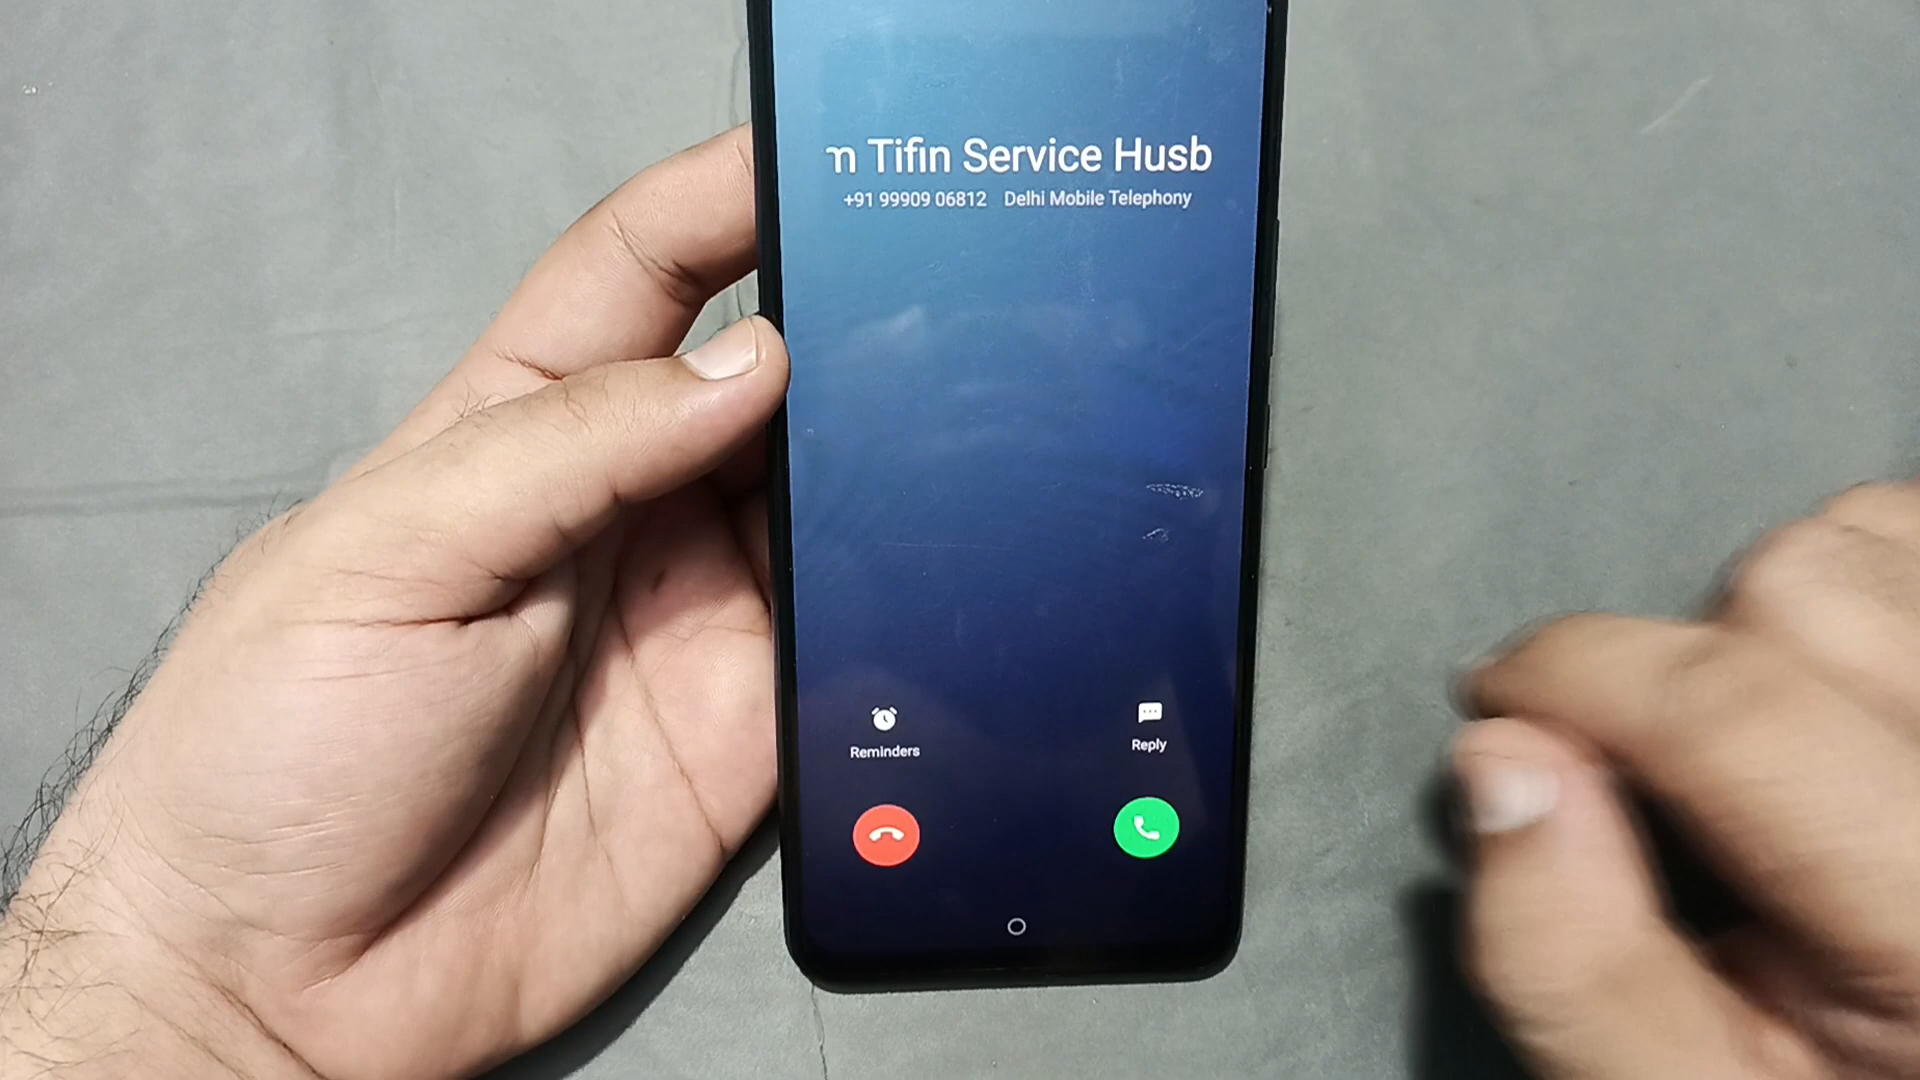 Tifin Service Husb
+91 99909 06812 Delhi Mobile Telephony
Reminders
Reply